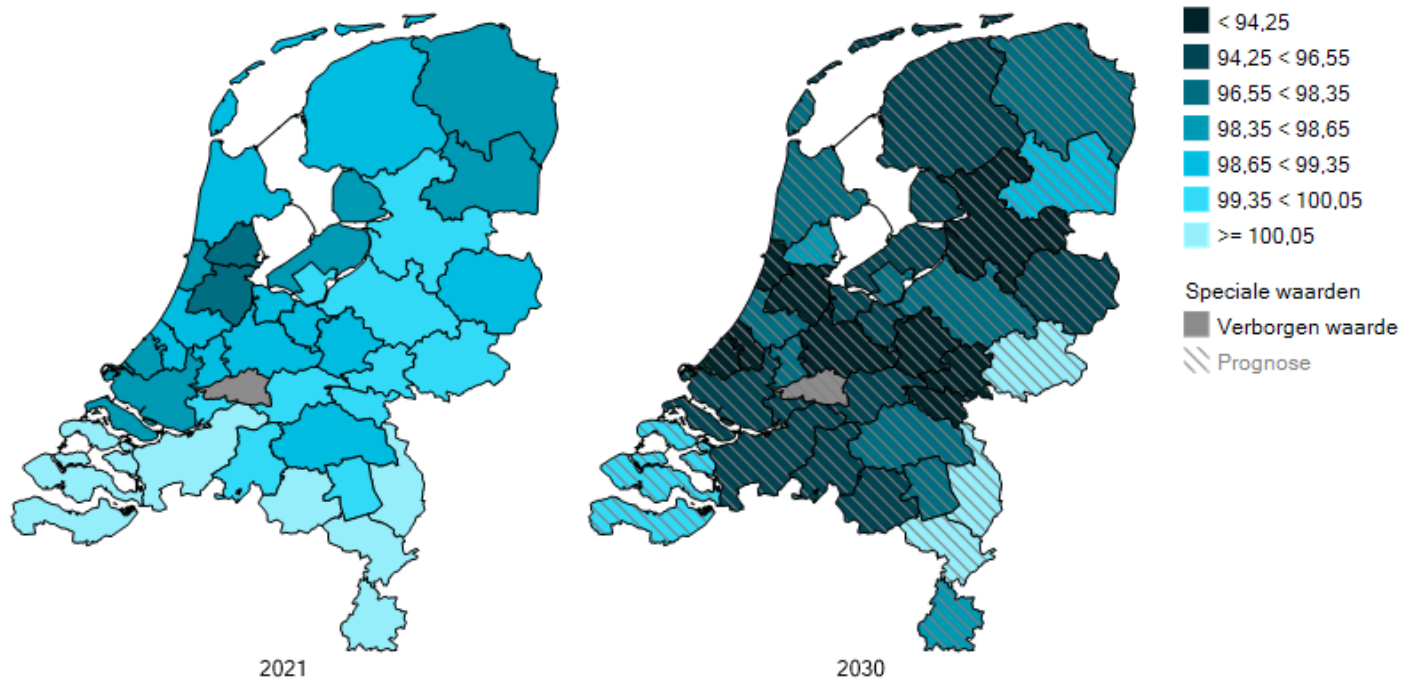 < 94,25
94,25 < 96,55
96,55 < 98,35
98,35 < 98,65
98,65 < 99,35
99,35 < 100,05
>= 100,05
Speciale waarden
Verborgen waarde
Prognose
2021
2030